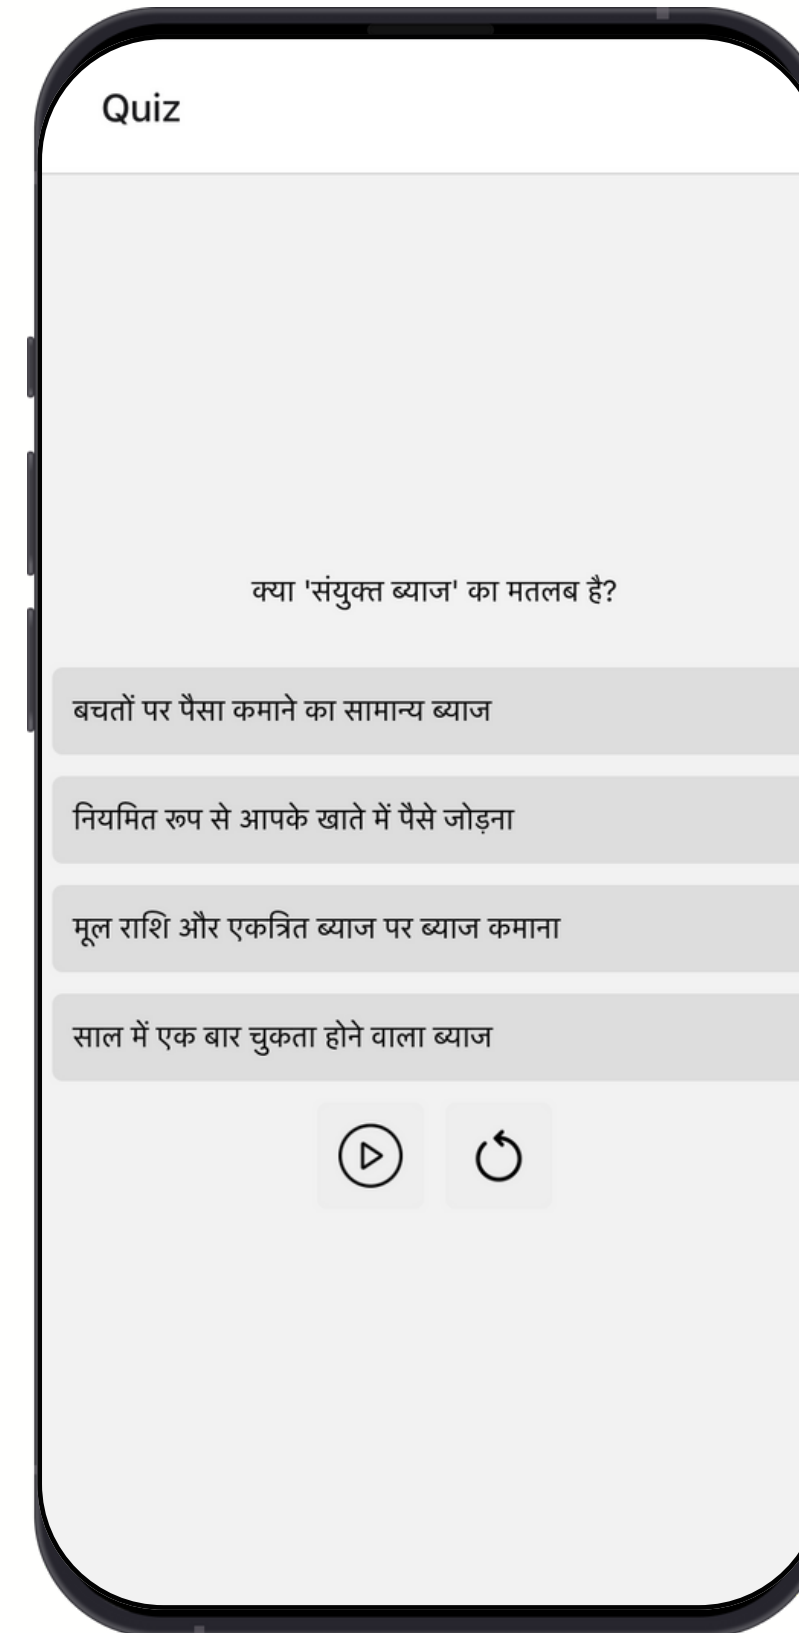 Quiz
क्या 'संयुक्त ब्याज' का मतलब है?
बचतों पर पैसा कमाने का सामान्य ब्याज
नियमित रूप से आपके खाते में पैसे जोड़ना
मूल राशि और एकत्रित ब्याज पर ब्याज कमाना
साल में एक बार चुकता होने वाला ब्याज